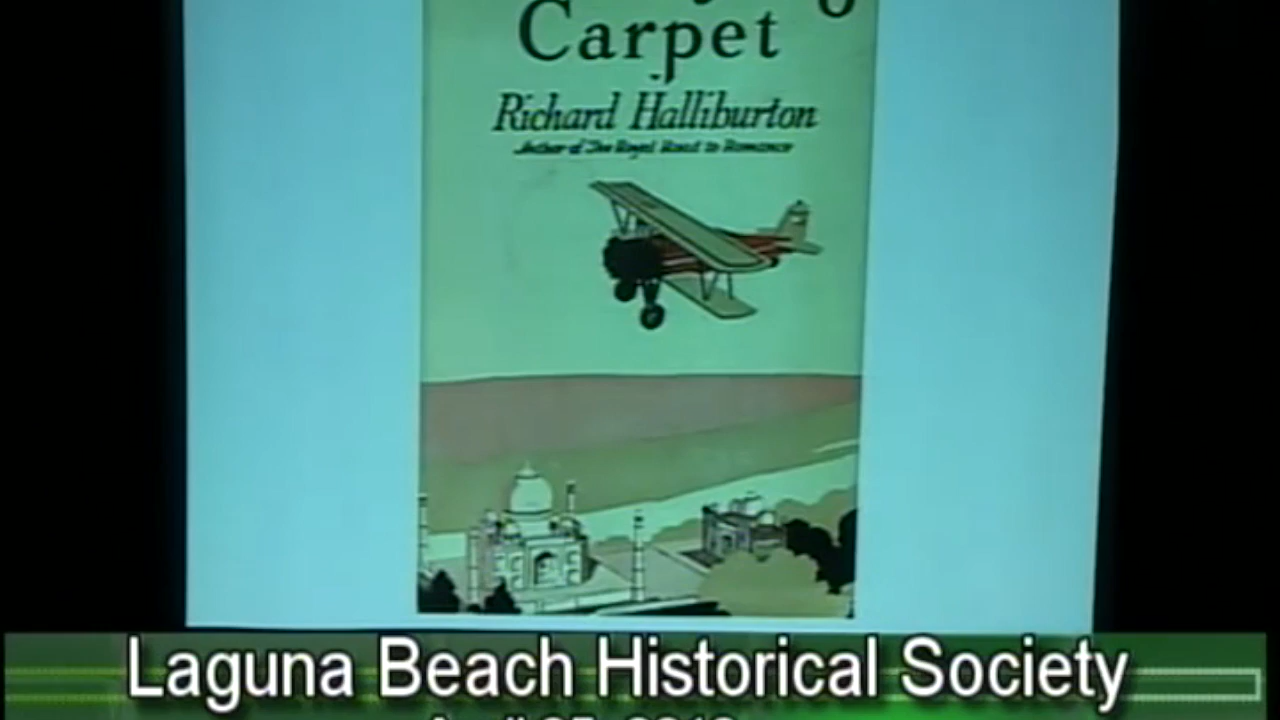 Carpet
Richard Halliburton
Author of The Royal Road to Romance
Laguna Beach Historical Society